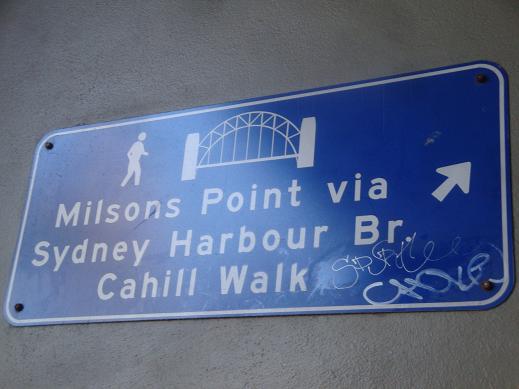 Milsons Point via
Sydney Harbour Br.
Cahill Walk